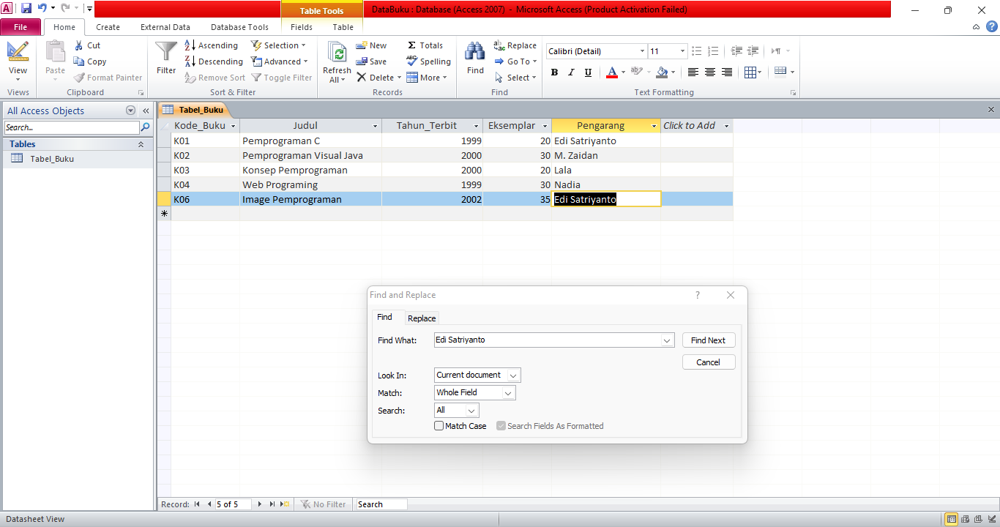 A
Table Tools
DataBuku : Database (Access 2007) - Microsoft Access (Product Activation Failed)
File Home Create External Data Database Tools Fields Table
View
Views
Paste
Cut
Copy
Format Painter
Clipboard
Filter
Ascending
Descending
Remove Sort
Selection
Advanced
Toggle Filter
Sort & Filter
Refresh
All
New
Save
Delete
Totals
Spelling
More
Records
Find
Replace
Go To
Select
Find
Calibri (Detail) 11
B I U A ab
Text Formatting
All Access Objects
Search...
Tables
Tabel_Buku
Tabel_Buku
Kode_Buku Judul Tahun_Terbit Eksemplar Pengarang Click to Add
K01 Pemprograman C 1999 20 Edi Satriyanto
K02 Pemprograman Visual Java 2000 30 M. Zaidan
K03 Konsep Pemprograman 2000 20 Lala
K04 Web Programing 1999 30 Nadia
K06 Image Pemprograman 2002 35 Edi Satriyanto
Find and Replace ?
Find Replace
Find What: Edi Satriyanto Find Next
Cancel
Look In: Current document
Match: Whole Field
Search: All
Match Case Search Fields As Formatted
Record: 5 of 5 No Filter Search
Datasheet View